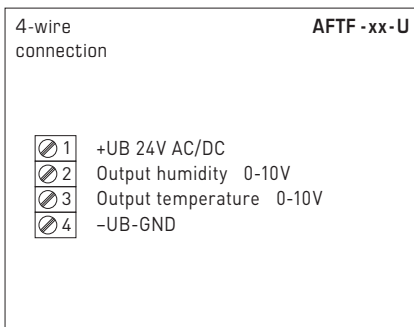 4-wire AFTF-xx-U
connection
1 +UB 24V AC/DC
2 Output humidity 0-10V
3 Output temperature 0-10V
4 –UB-GND